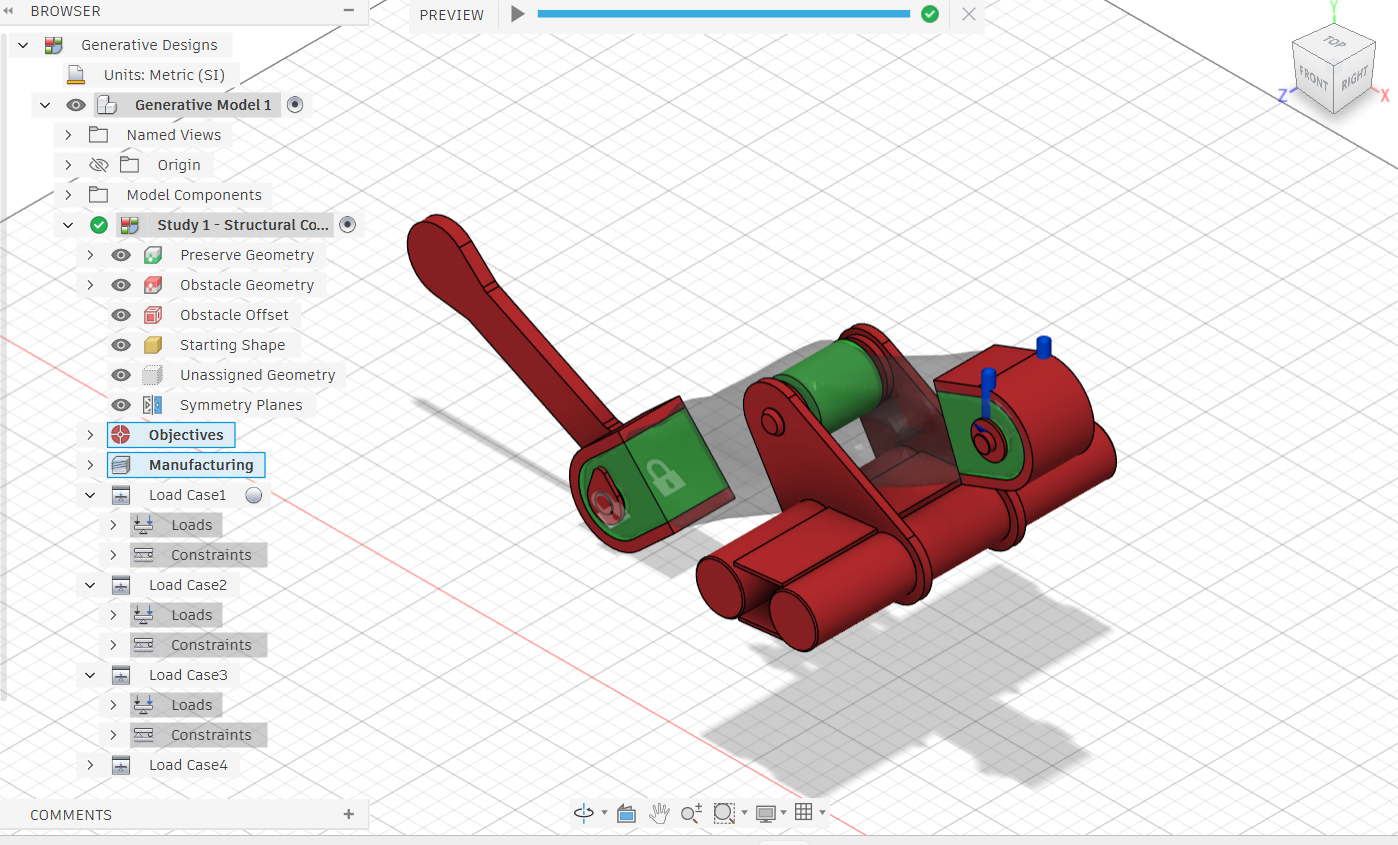 BROWSER
PREVIEW
Generative Designs
Units: Metric (SI)
Generative Model 1
Named Views
Origin
Model Components
Study 1 - Structural Co...
Preserve Geometry
Obstacle Geometry
Obstacle Offset
Starting Shape
Unassigned Geometry
Symmetry Planes
Objectives
Manufacturing
Load Case1
Loads
Constraints
Load Case2
Loads
Constraints
Load Case3
Loads
Constraints
Load Case4
COMMENTS
Y
TOP
FRONT
RIGHT
Z
X